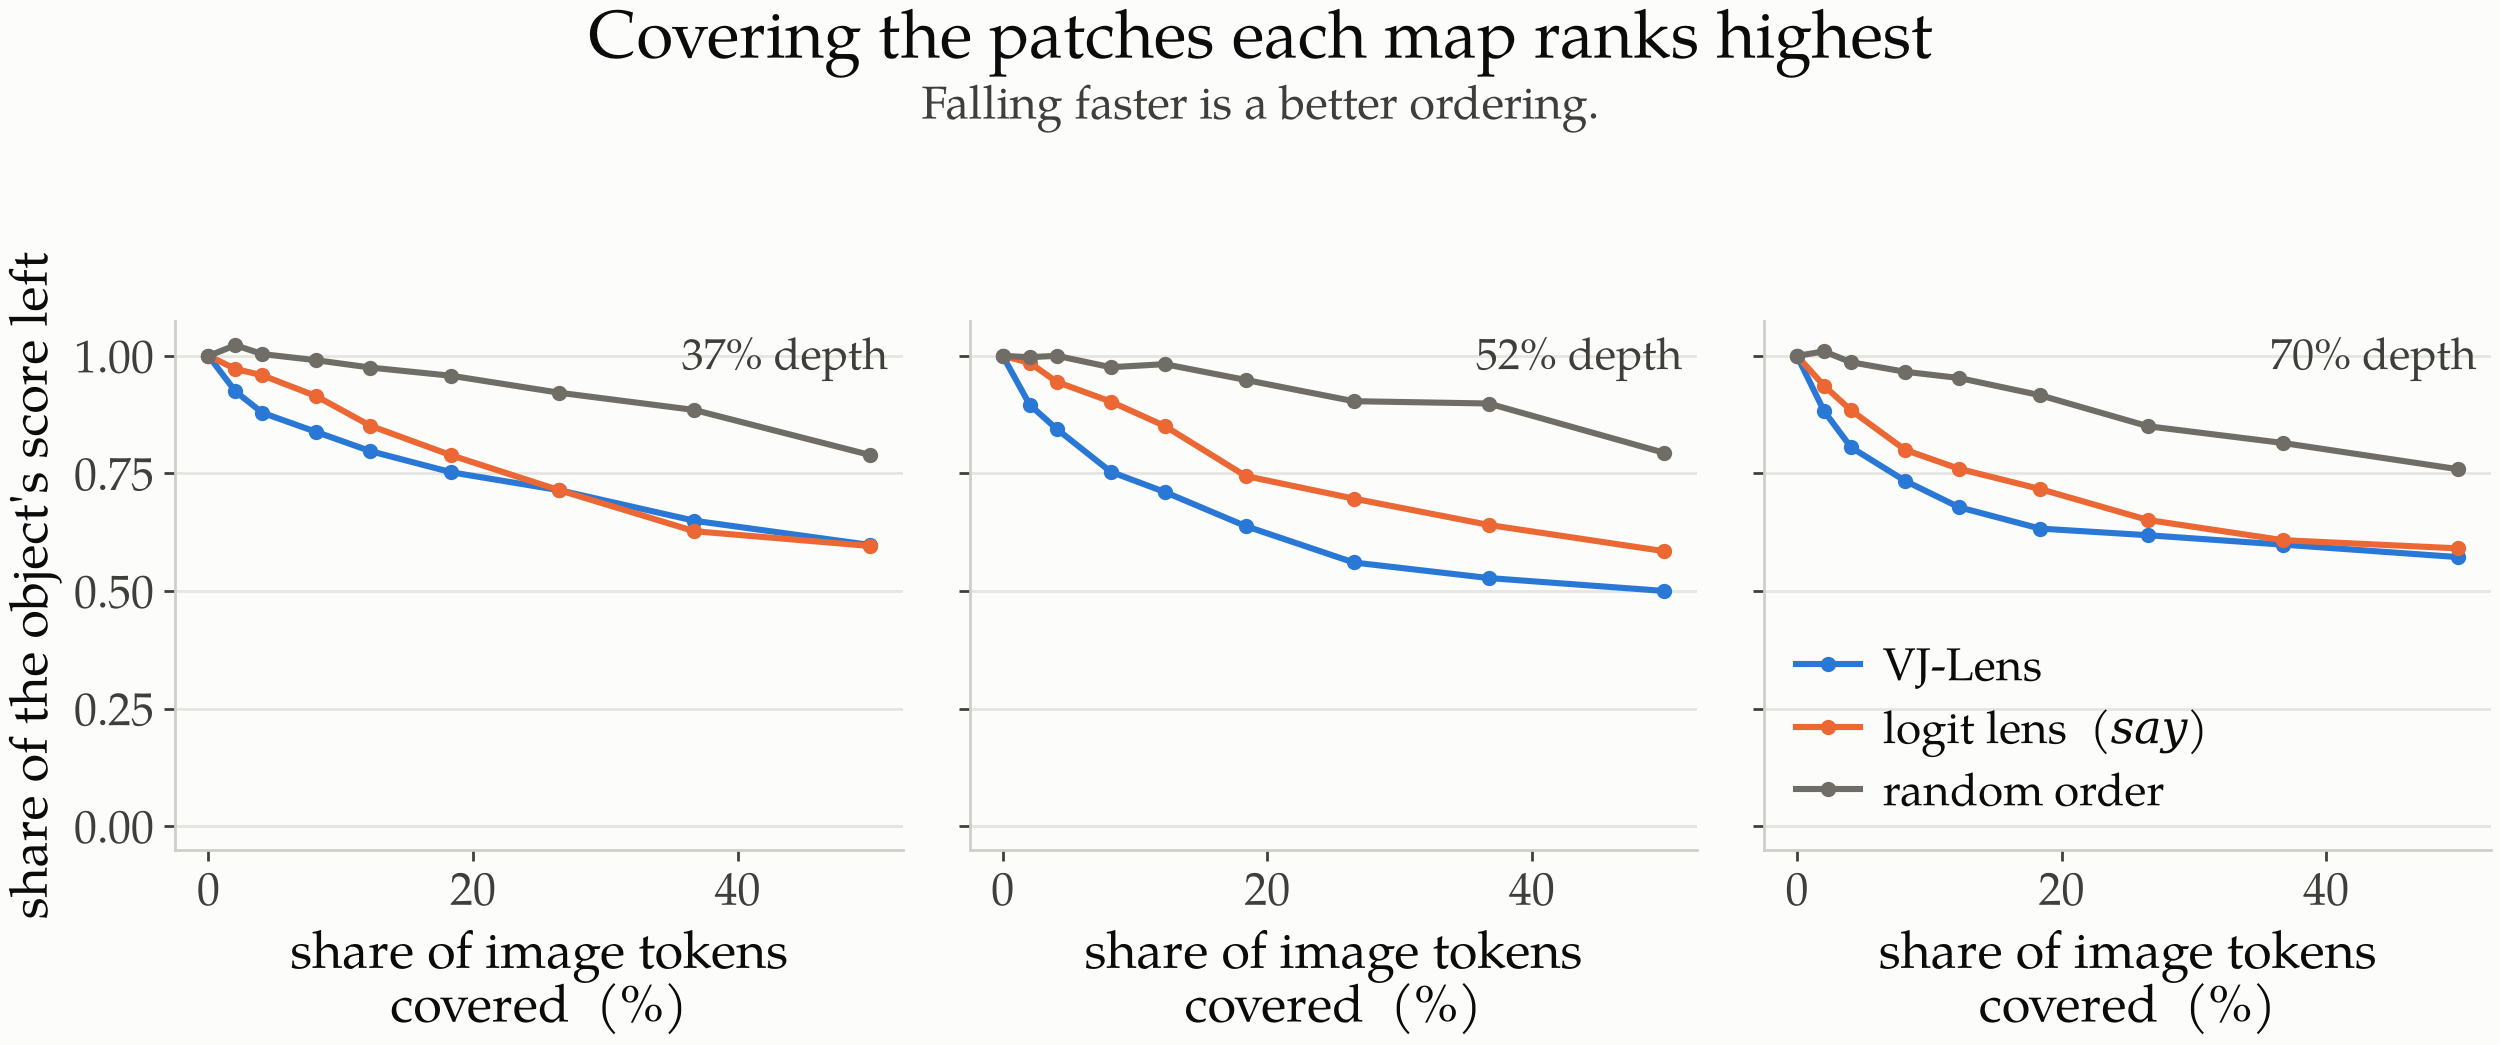 Covering the patches each map ranks highest
Falling faster is a better ordering.
share of the object's score left
1.00
0.75
0.50
0.25
0.00
37% depth
0 20 40
share of image tokens
covered (%)
52% depth
0 20 40
share of image tokens
covered (%)
70% depth
VJ-Lens
logit lens (say)
random order
0 20 40
share of image tokens
covered (%)